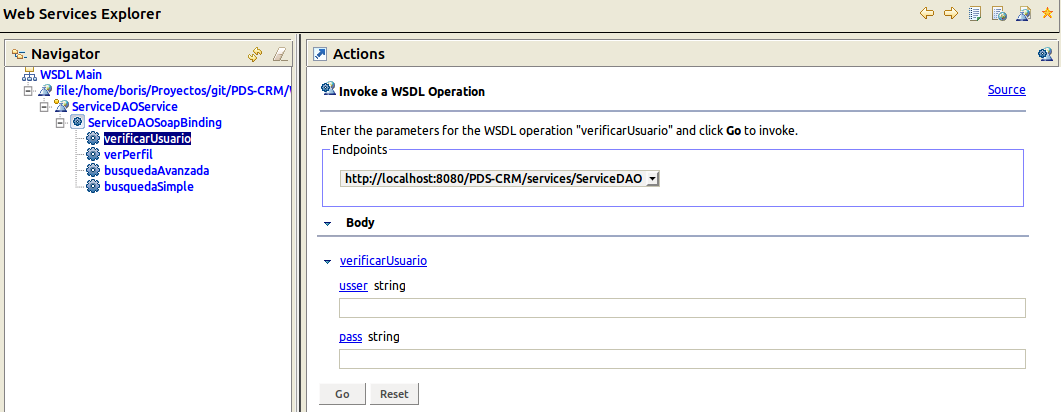 Web Services Explorer
Navigator
WSDL Main
file:/home/boris/Proyectos/git/PDS-CRM/
ServiceDAOService
ServiceDAOSoapBinding
verificarUsuario
verPerfil
busquedaAvanzada
busquedaSimple
Actions
Invoke a WSDL Operation Source
Enter the parameters for the WSDL operation "verificarUsuario" and click Go to invoke.
Endpoints
http://localhost:8080/PDS-CRM/services/ServiceDAO
Body
verificarUsuario
usser string
pass string
Go Reset